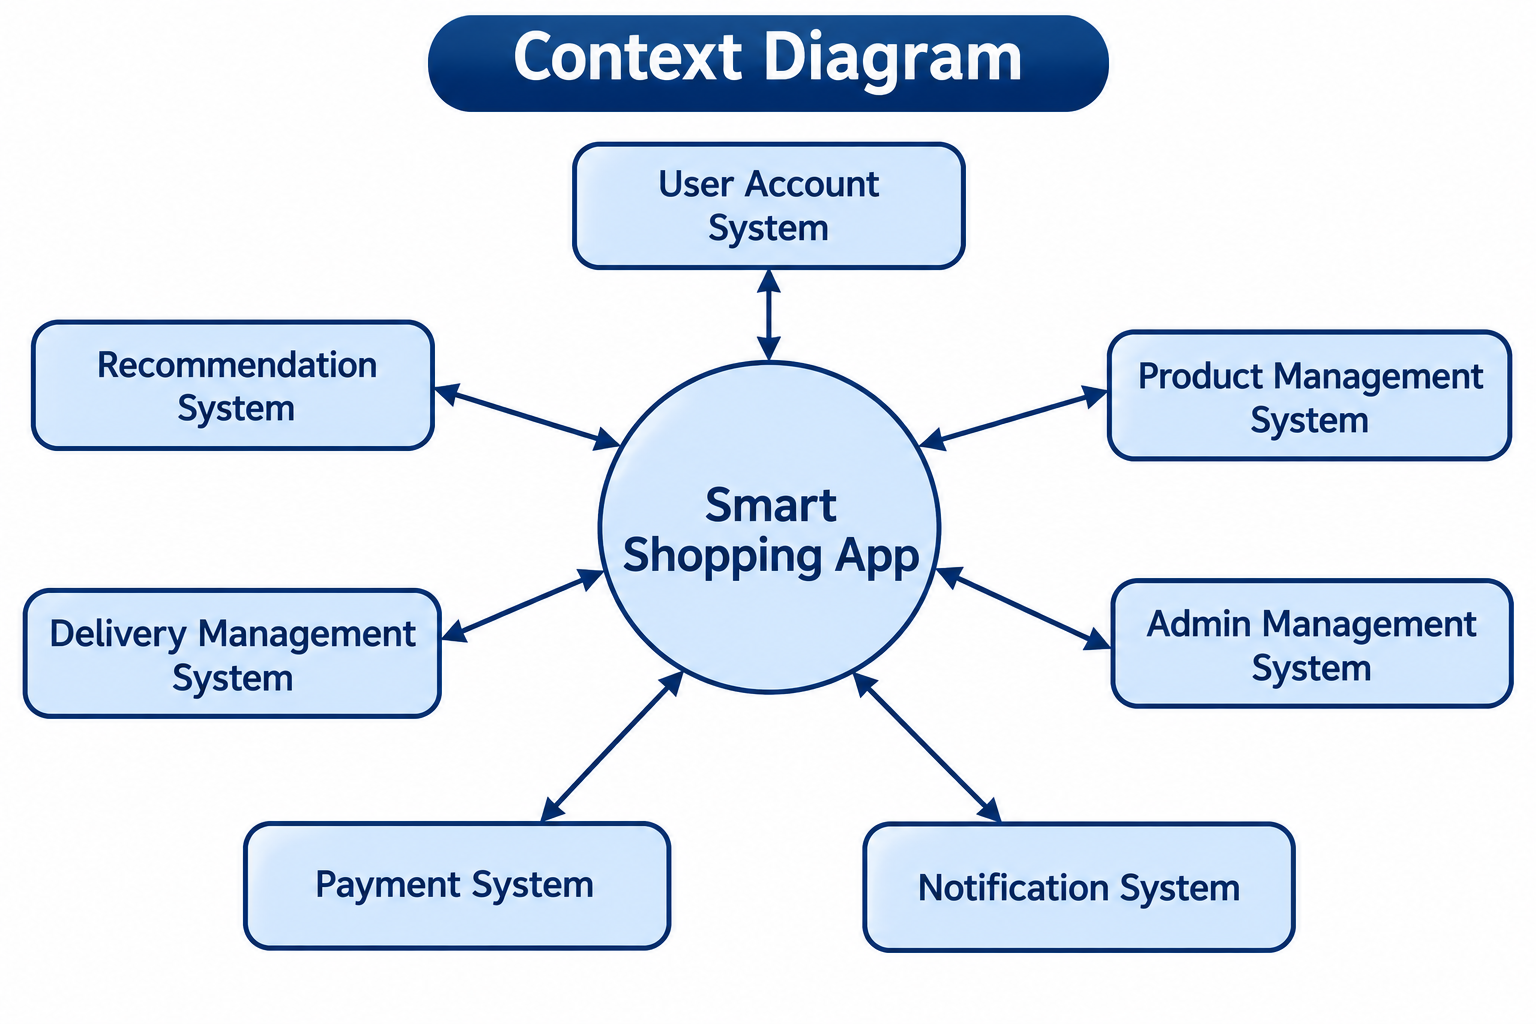 Context Diagram
User Account
System
Recommendation
System
Product Management
System
Smart
Shopping App
Delivery Management
System
Admin Management
System
Payment System
Notification System